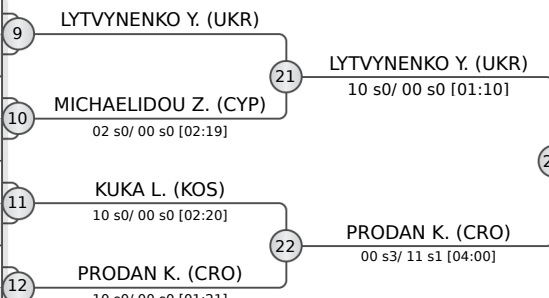 9
LYTVYNENKO Y. (UKR)
21
LYTVYNENKO Y. (UKR)
10 s0/ 00 s0 [01:10]
10
MICHAELIDOU Z. (CYP)
02 s0/ 00 s0 [02:19]
11
KUKA L. (KOS)
10 s0/ 00 s0 [02:20]
22
PRODAN K. (CRO)
00 s3/ 11 s1 [04:00]
12
PRODAN K. (CRO)